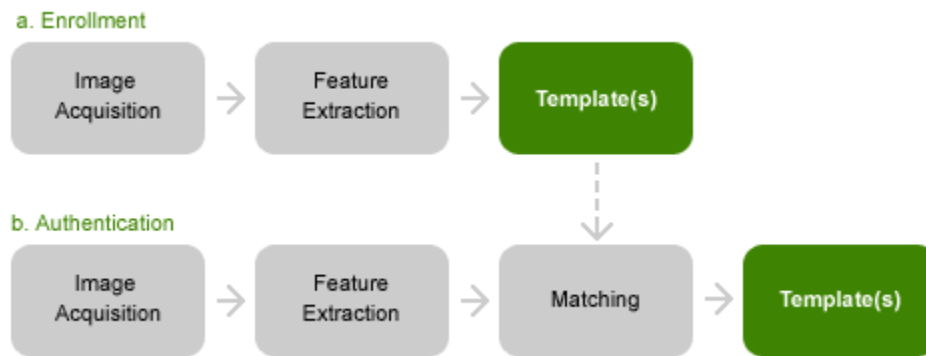 a. Enrollment
Image
Acquisition
Feature
Extraction
Template(s)
b. Authentication
Image
Acquisition
Feature
Extraction
Matching
Template(s)